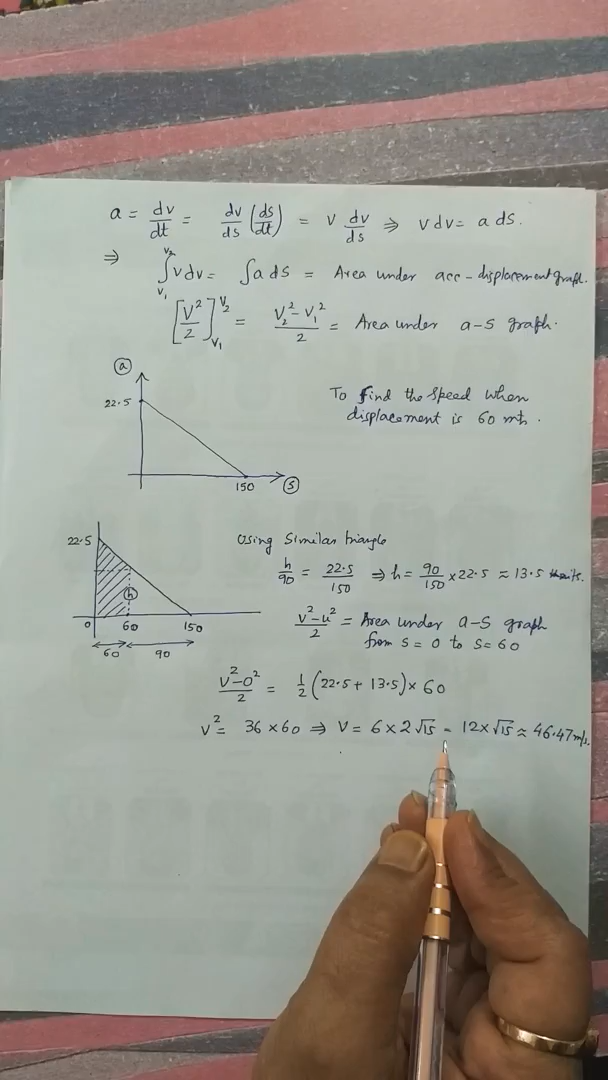 a = dv/dt = dv/ds (ds/dt) = v dv/ds ⇒ vdv = a ds.
⇒ ∫_{V₁}^{V₂} vdv = ∫a ds = Area under acc-displacement graph.
[V²/2]_{V₁}^{V₂} = (V₂² - V₁²)/2 = Area under a-s graph.
a
22.5
To find the speed when
displacement is 60 mts.
150
s
22.5
Using Similar triangle
h/90 = 22.5/150 ⇒ h = 90/150 × 22.5 ≈ 13.5
h
0 60 150
(v² - u²)/2 = Area under a-s graph
from s = 0 to s = 60
60 90
(v² - 0²)/2 = 1/2 (22.5 + 13.5) × 60
v² = 36 × 60 ⇒ v = 6 × 2√15 = 12 × √15 ≈ 46.47 m/s.